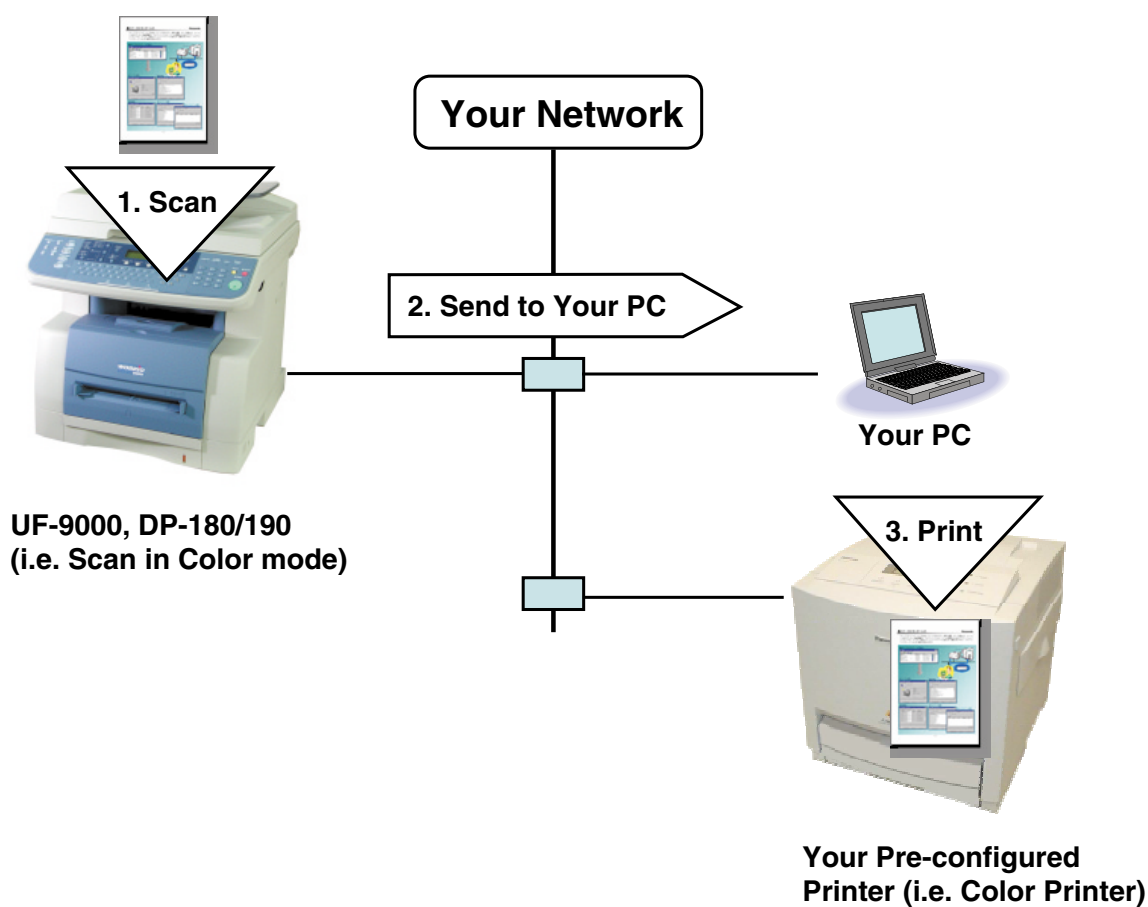 Your Network
1. Scan
2. Send to Your PC
Your PC
UF-9000, DP-180/190
(i.e. Scan in Color mode)
3. Print
Your Pre-configured
Printer (i.e. Color Printer)